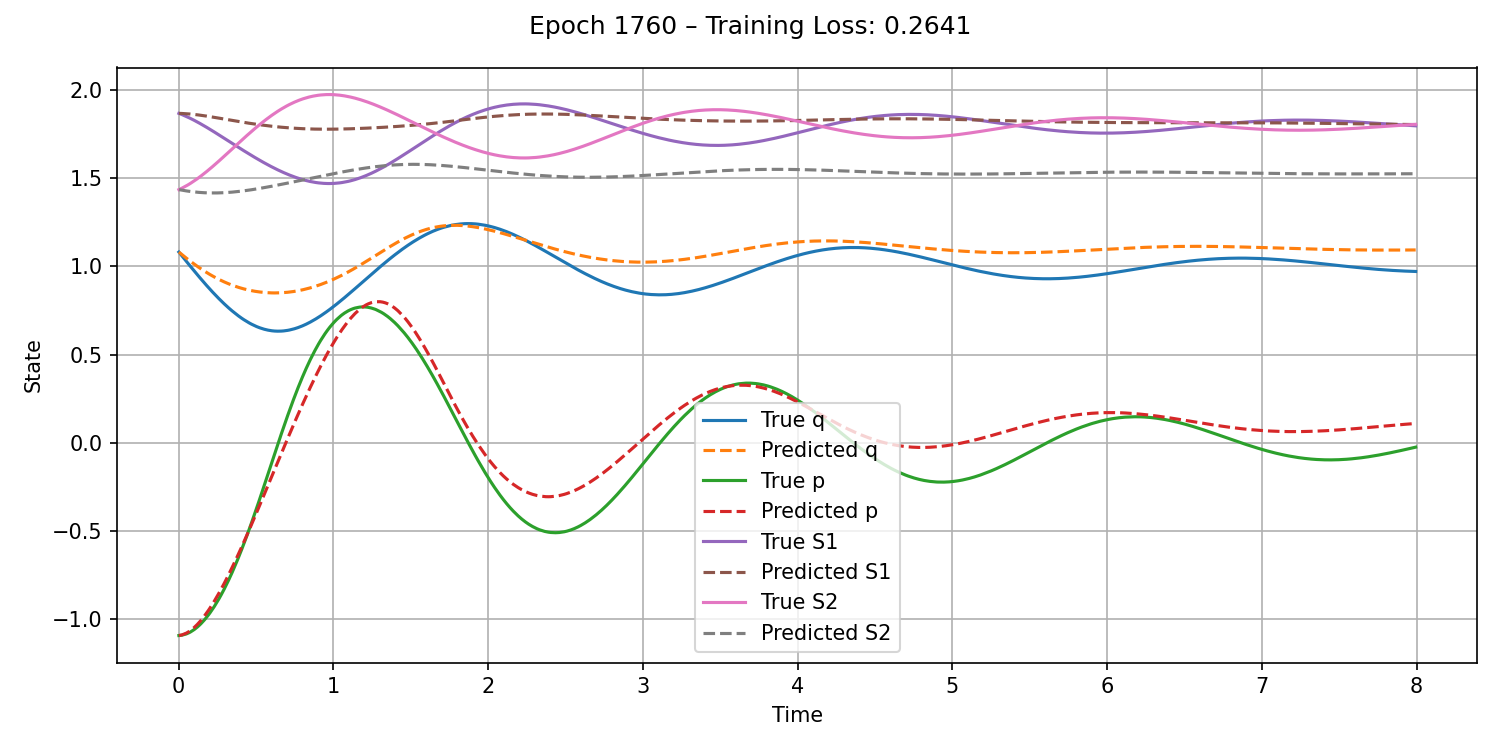 Epoch 1760 – Training Loss: 0.2641
State
2.0
1.5
1.0
0.5
0.0
−0.5
−1.0
True q
Predicted q
True p
Predicted p
True S1
Predicted S1
True S2
Predicted S2
0 1 2 3 4 5 6 7 8
Time